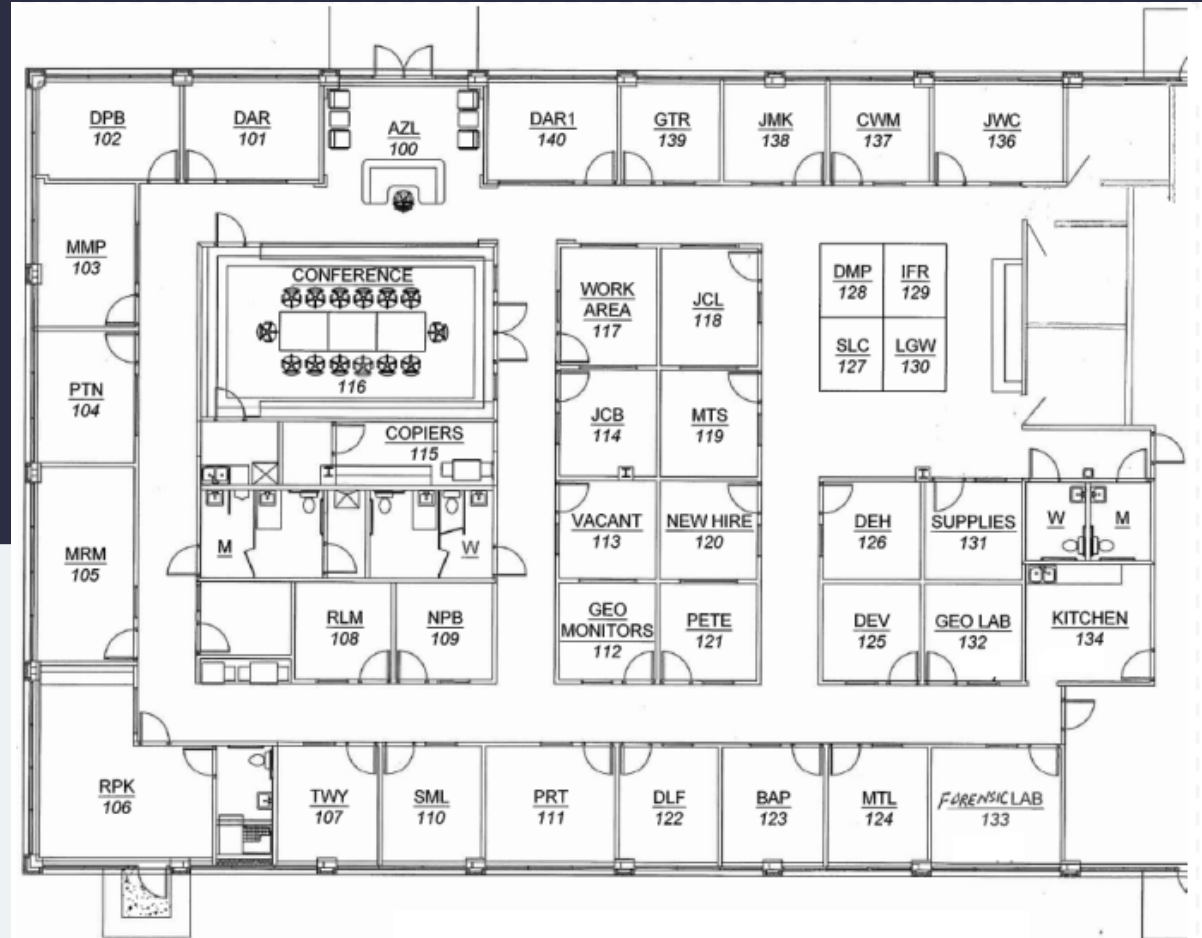 DPB
102
DAR
101
AZL
100
DAR1
140
GTR
139
JMK
138
CWM
137
JWC
136
MMP
103
CONFERENCE
116
WORK
AREA
117
JCL
118
DMP
128
IFR
129
SLC
127
LGW
130
PTN
104
JCB
114
MTS
119
COPIERS
115
MRM
105
M
W
VACANT
113
NEW HIRE
120
DEH
126
SUPPLIES
131
W
M
RLM
108
NPB
109
GEO
MONITORS
112
PETE
121
DEV
125
GEO LAB
132
KITCHEN
134
RPK
106
TWY
107
SML
110
PRT
111
DLF
122
BAP
123
MTL
124
FORENSIC LAB
133